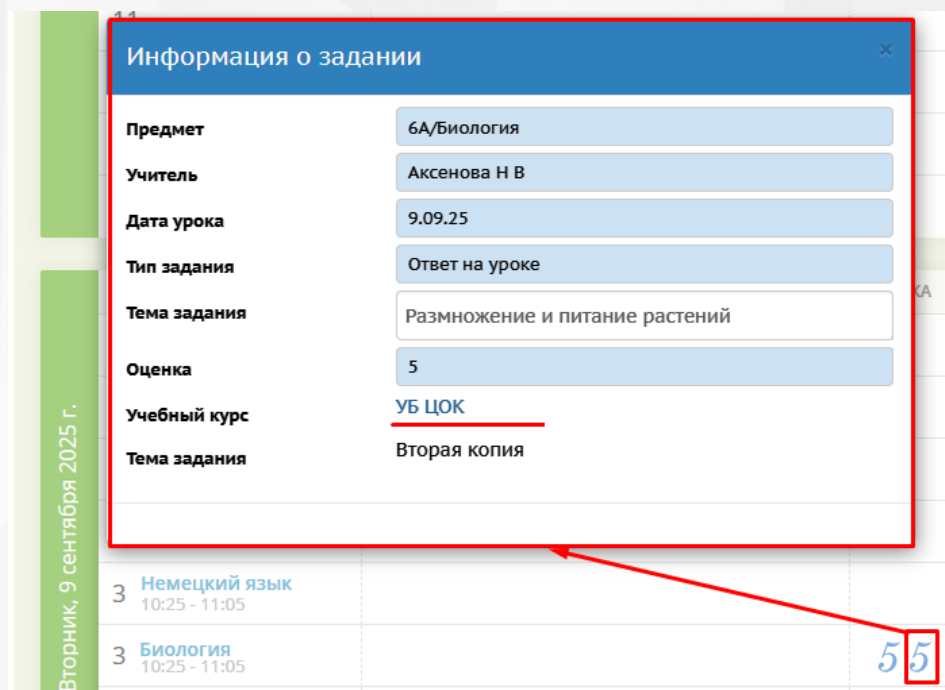 11
Информация о задании
×
Предмет 6А/Биология
Учитель Аксенова Н В
Дата урока 9.09.25
Тип задания Ответ на уроке
Тема задания Размножение и питание растений
Оценка 5
Учебный курс УБ ЦОК
Тема задания Вторая копия
КА
Вторник, 9 сентября 2025 г.
3 Немецкий язык
10:25 - 11:05
3 Биология 5 5
10:25 - 11:05